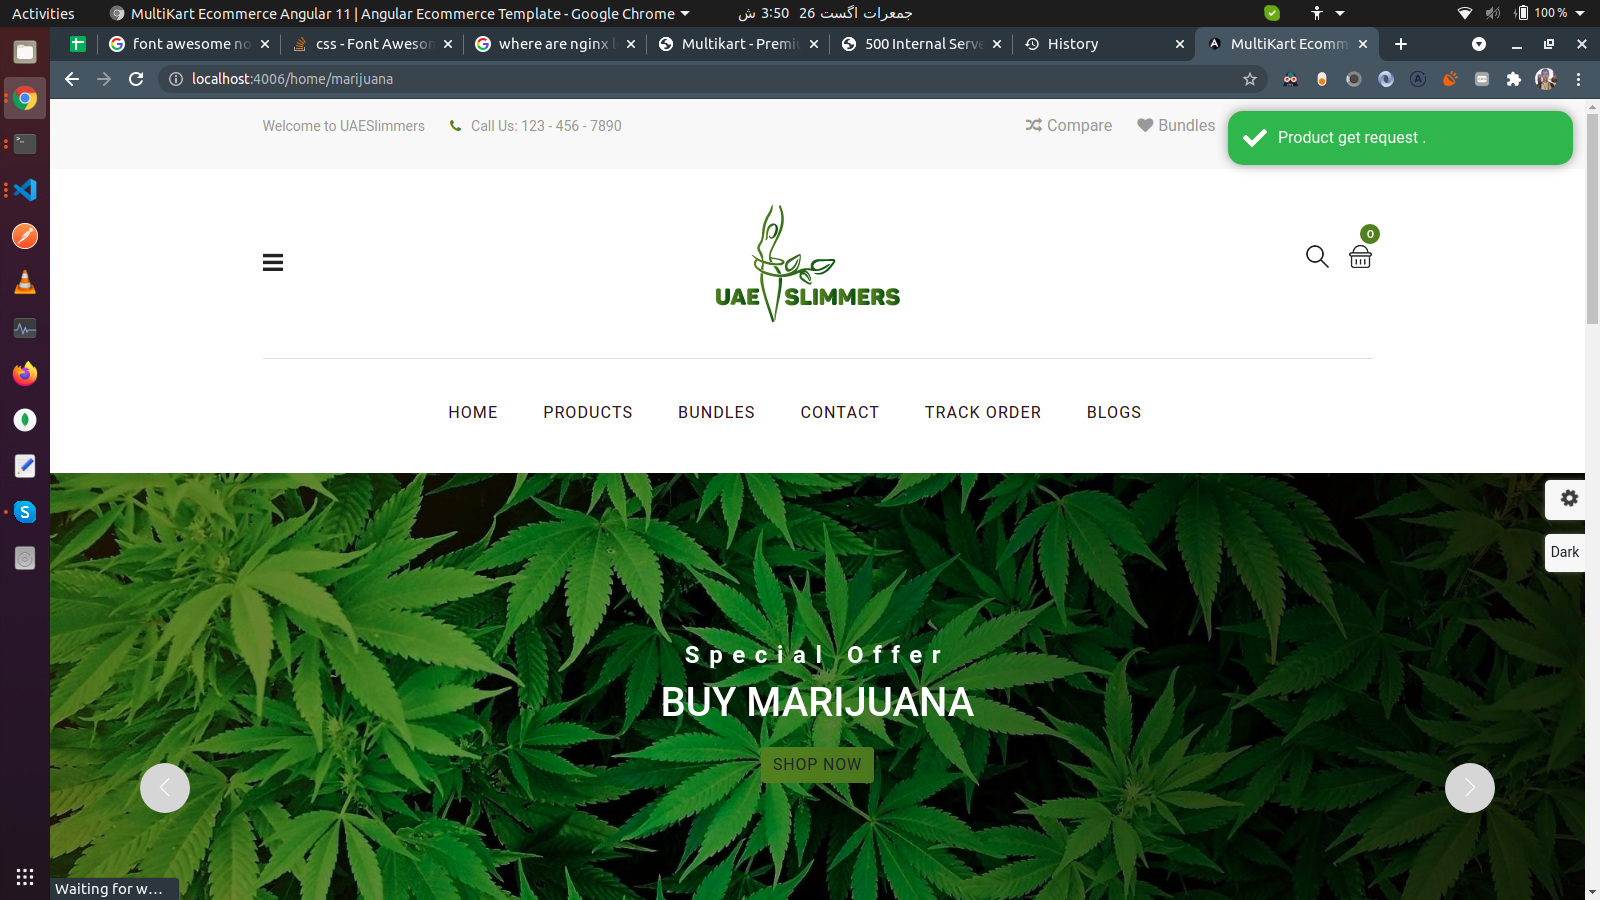 Activities
MultiKart Ecommerce Angular 11 | Angular Ecommerce Template - Google Chrome
جمعرات اگست 26  3:50 ش
100 %
font awesome no
css - Font Aweson
where are nginx l
Multikart - Premiu
500 Internal Serve
History
MultiKart Ecomm
localhost:4006/home/marijuana
Welcome to UAESlimmers
Call Us: 123 - 456 - 7890
Compare
Bundles
Product get request .
UAE SLIMMERS
0
HOME
PRODUCTS
BUNDLES
CONTACT
TRACK ORDER
BLOGS
Dark
Special Offer
BUY MARIJUANA
SHOP NOW
Waiting for w...